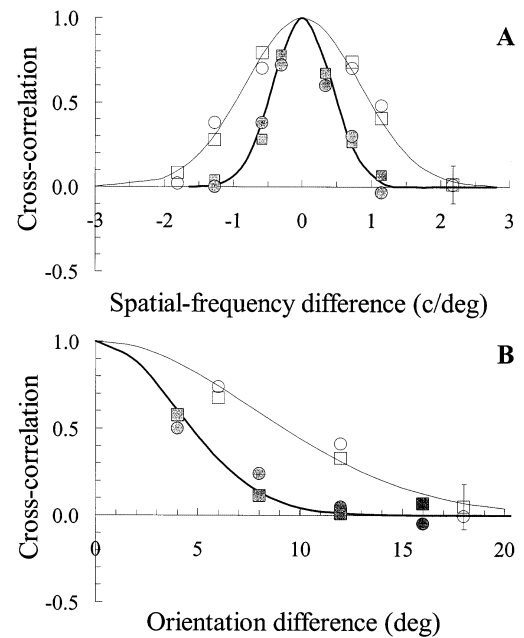 A
Cross-correlation
1.0
0.5
0.0
-0.5
-3 -2 -1 0 1 2 3
Spatial-frequency difference (c/deg)
B
Cross-correlation
1.0
0.5
0.0
-0.5
0 5 10 15 20
Orientation difference (deg)